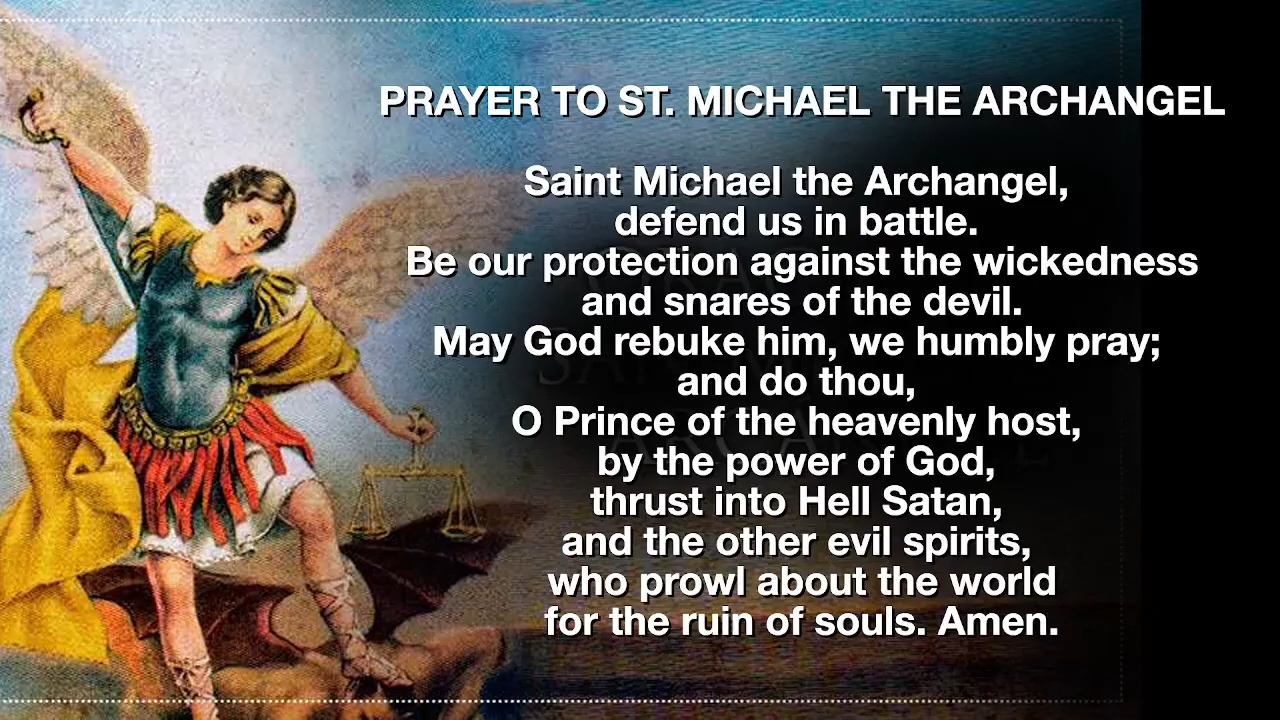 PRAYER TO ST. MICHAEL THE ARCHANGEL
Saint Michael the Archangel,
defend us in battle.
Be our protection against the wickedness
and snares of the devil.
May God rebuke him, we humbly pray;
and do thou,
O Prince of the heavenly host,
by the power of God,
thrust into Hell Satan,
and the other evil spirits,
who prowl about the world
for the ruin of souls. Amen.